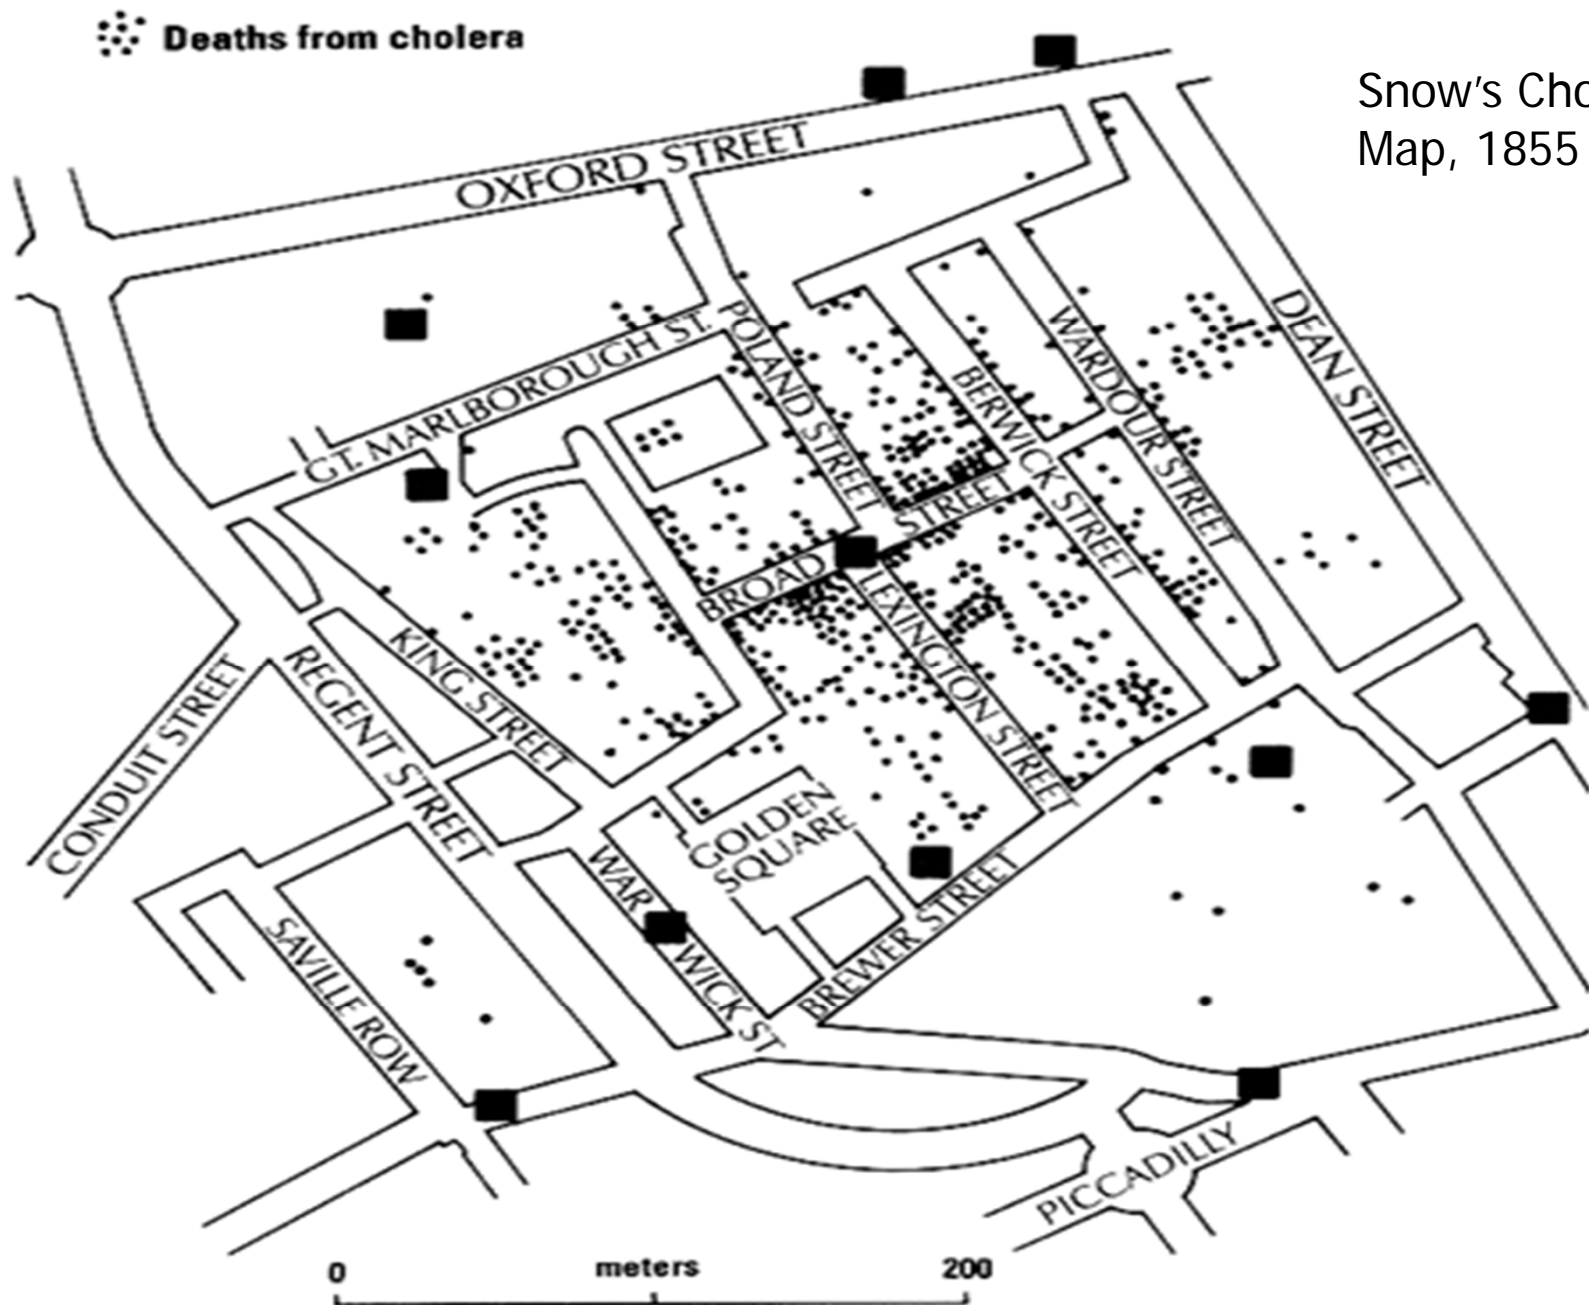 Deaths from cholera
Snow's Cho
Map, 1855
OXFORD STREET
GT. MARLBOROUGH ST.
POLAND STREET
BERWICK STREET
WARDOUR STREET
DEAN STREET
BROAD STREET
LEXINGTON STREET
KING STREET
REGENT STREET
CONDUIT STREET
GOLDEN
SQUARE
WARWICK ST
BREWER STREET
SAVILLE ROW
PICCADILLY
0 meters 200